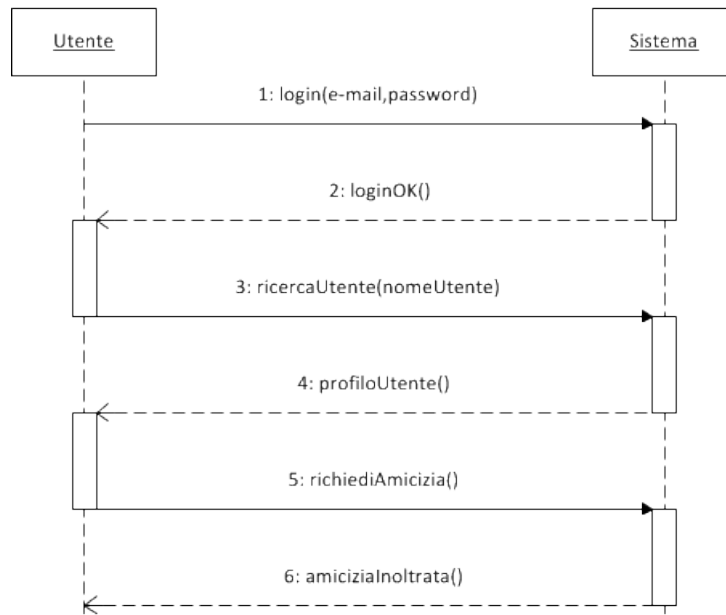 Utente
Sistema
1: login(e-mail,password)
2: loginOK()
3: ricercaUtente(nomeUtente)
4: profiloUtente()
5: richiediAmicizia()
6: amiciziaInoltrata()